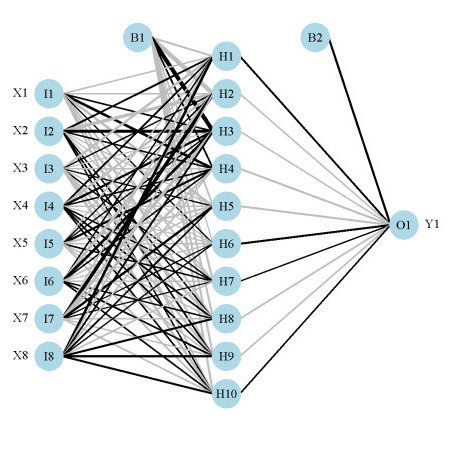 B1
B2
H1
X1 I1 H2
X2 I2 H3
X3 I3 H4
X4 I4 H5
X5 I5 H6
X6 I6 H7
X7 I7 H8
X8 I8 H9
H10
O1 Y1